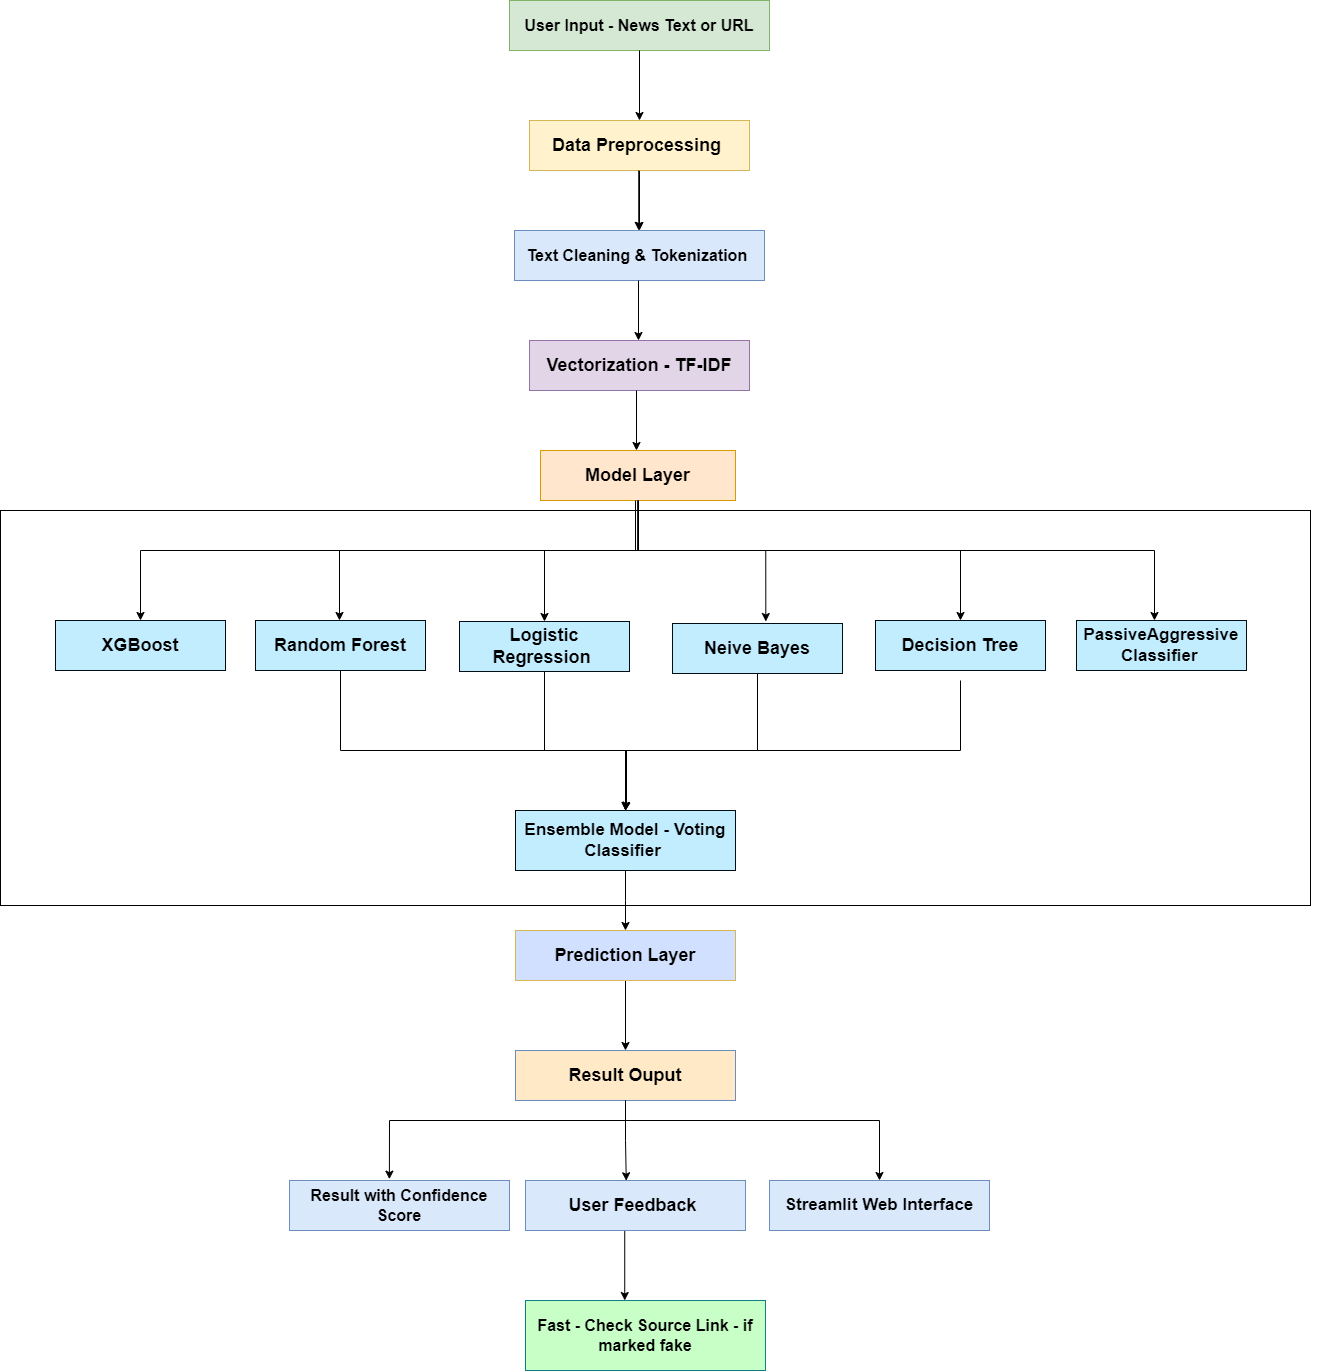 User Input - News Text or URL
Data Preprocessing
Text Cleaning & Tokenization
Vectorization - TF-IDF
Model Layer
XGBoost
Random Forest
Logistic
Regression
Neive Bayes
Decision Tree
PassiveAggressive
Classifier
Ensemble Model - Voting
Classifier
Prediction Layer
Result Ouput
Result with Confidence
Score
User Feedback
Streamlit Web Interface
Fast - Check Source Link - if
marked fake